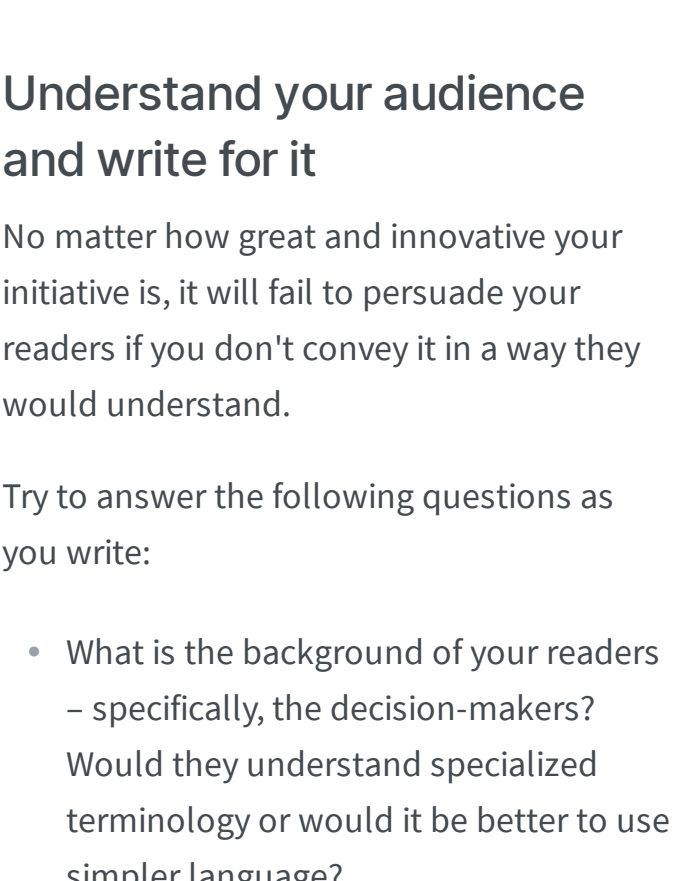 Understand your audience
and write for it
No matter how great and innovative your
initiative is, it will fail to persuade your
readers if you don't convey it in a way they
would understand.
Try to answer the following questions as
you write:
• What is the background of your readers
– specifically, the decision-makers?
Would they understand specialized
terminology or would it be better to use
simpler language?